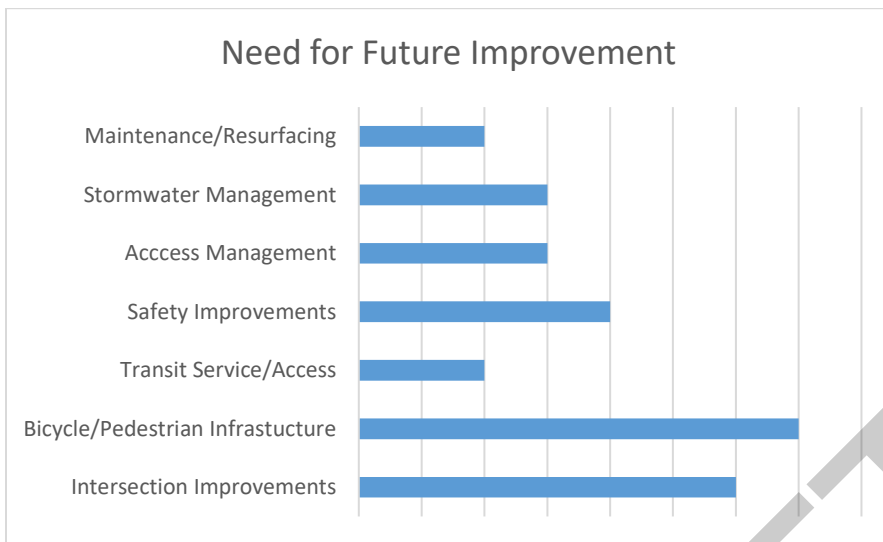 Need for Future Improvement
Maintenance/Resurfacing
Stormwater Management
Acccess Management
Safety Improvements
Transit Service/Access
Bicycle/Pedestrian Infrastucture
Intersection Improvements